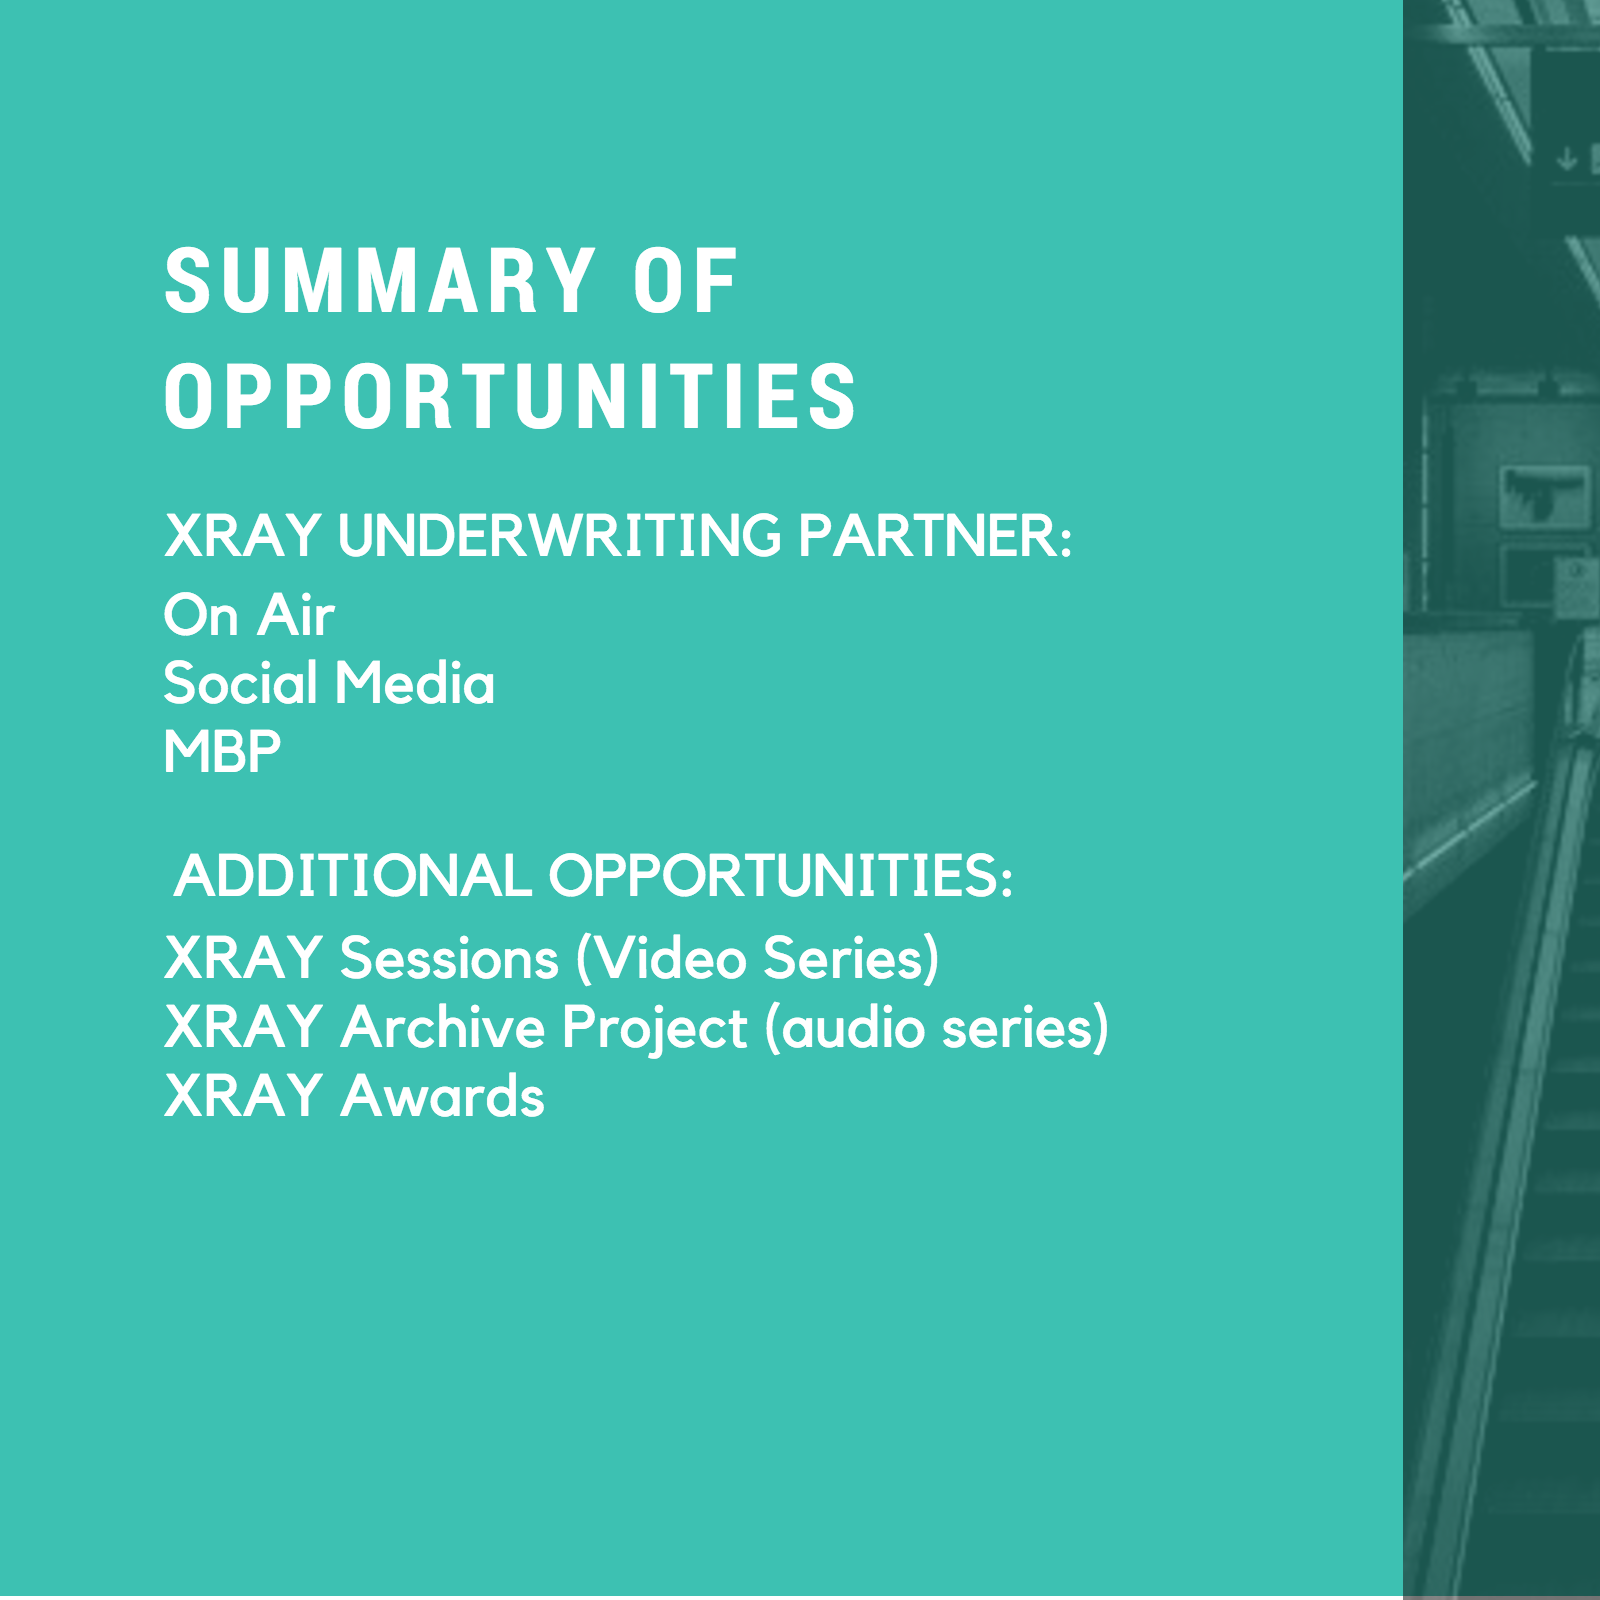 SUMMARY OF
OPPORTUNITIES
XRAY UNDERWRITING PARTNER:
On Air
Social Media
MBP
ADDITIONAL OPPORTUNITIES:
XRAY Sessions (Video Series)
XRAY Archive Project (audio series)
XRAY Awards